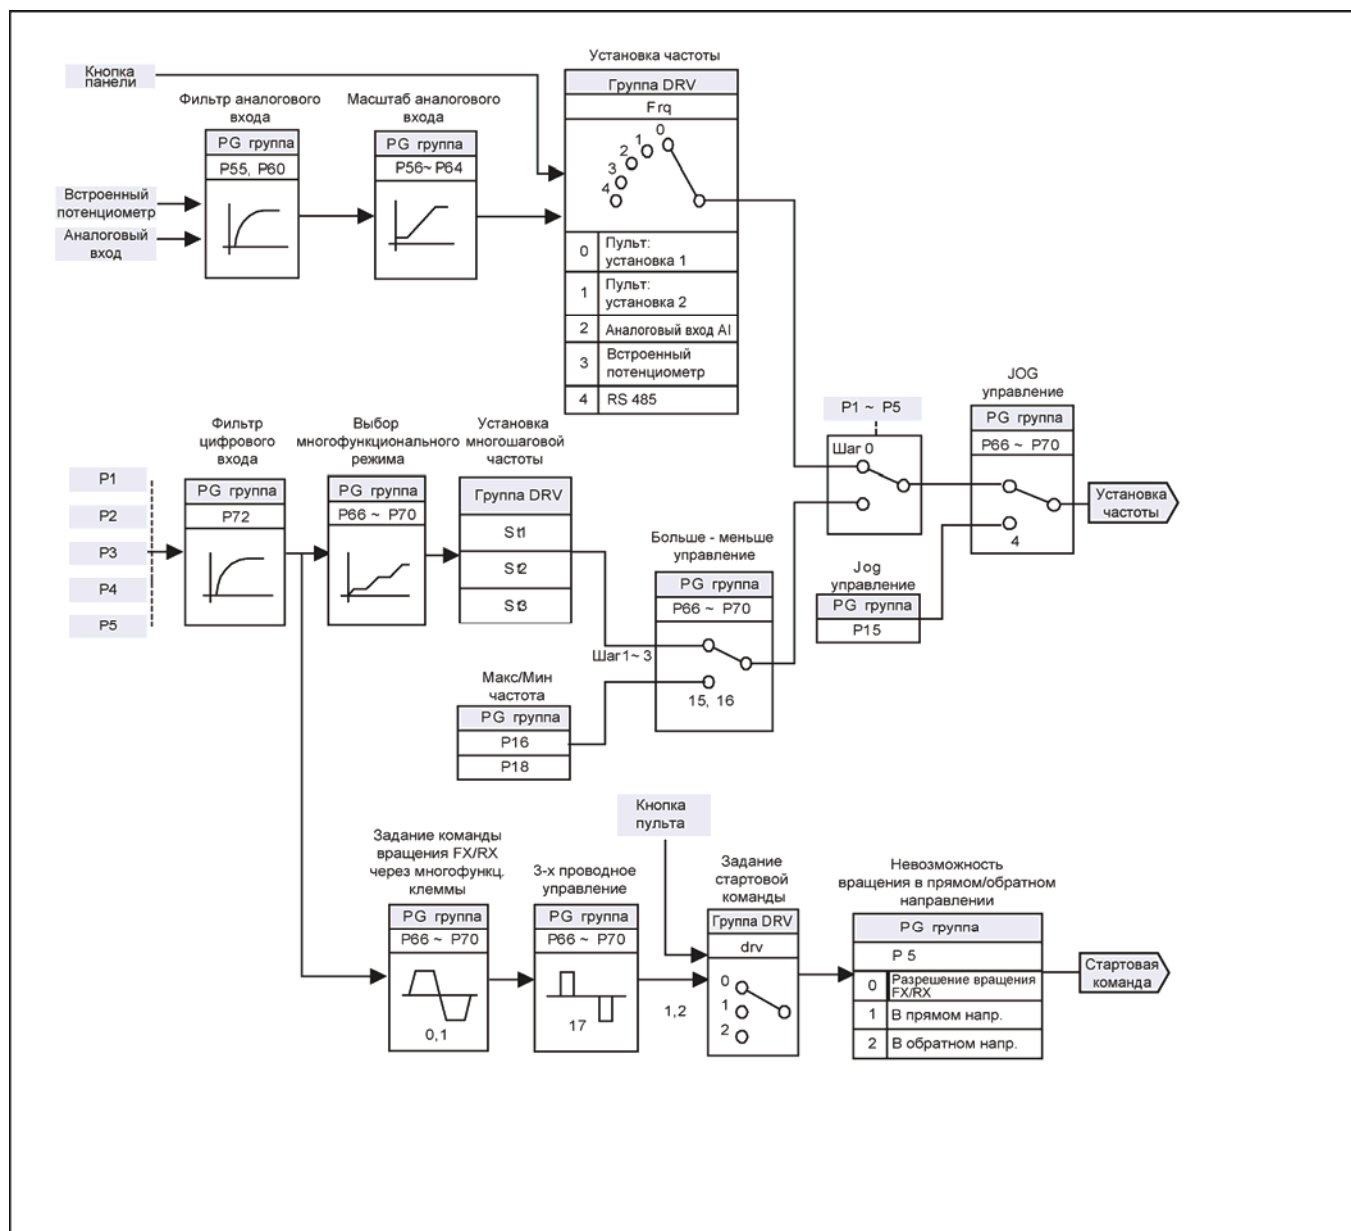 Установка частоты
Кнопка
панели
Группа DRV
Frq
0
1
2
3
4
Фильтр аналогового
входа
PG группа
P55, P60
Масштаб аналогового
входа
PG группа
P56~ P64
Встроенный
потенциометр
Аналоговый
вход
0 Пульт:
установка 1
1 Пульт:
установка 2
2 Аналоговый вход AI
3 Встроенный
потенциометр
4 RS 485
P1 ~ P5
Шаг 0
JOG
управление
PG группа
P66 ~ P70
4
Установка
частоты
Фильтр
цифрового
входа
PG группа
P72
Выбор
многофункционального
режима
PG группа
P66 ~ P70
Установка
многошаговой
частоты
Группа DRV
St1
St2
St3
P1
P2
P3
P4
P5
Больше - меньше
управление
PG группа
P66 ~ P70
15, 16
Шаг 1~ 3
Jog
управление
PG группа
P15
Макс/Мин
частота
PG группа
P16
P18
Кнопка
пульта
Задание команды
вращения FX/RX
через многофункц.
клеммы
PG группа
P66 ~ P70
0,1
3-х проводное
управление
PG группа
P66 ~ P70
17
1,2
Задание
стартовой
команды
Группа DRV
drv
0
1
2
Невозможность
вращения в прямом/обратном
направлении
PG группа
P 5
0 Разрешение вращения
FX/RX
1 В прямом напр.
2 В обратном напр.
Стартовая
команда